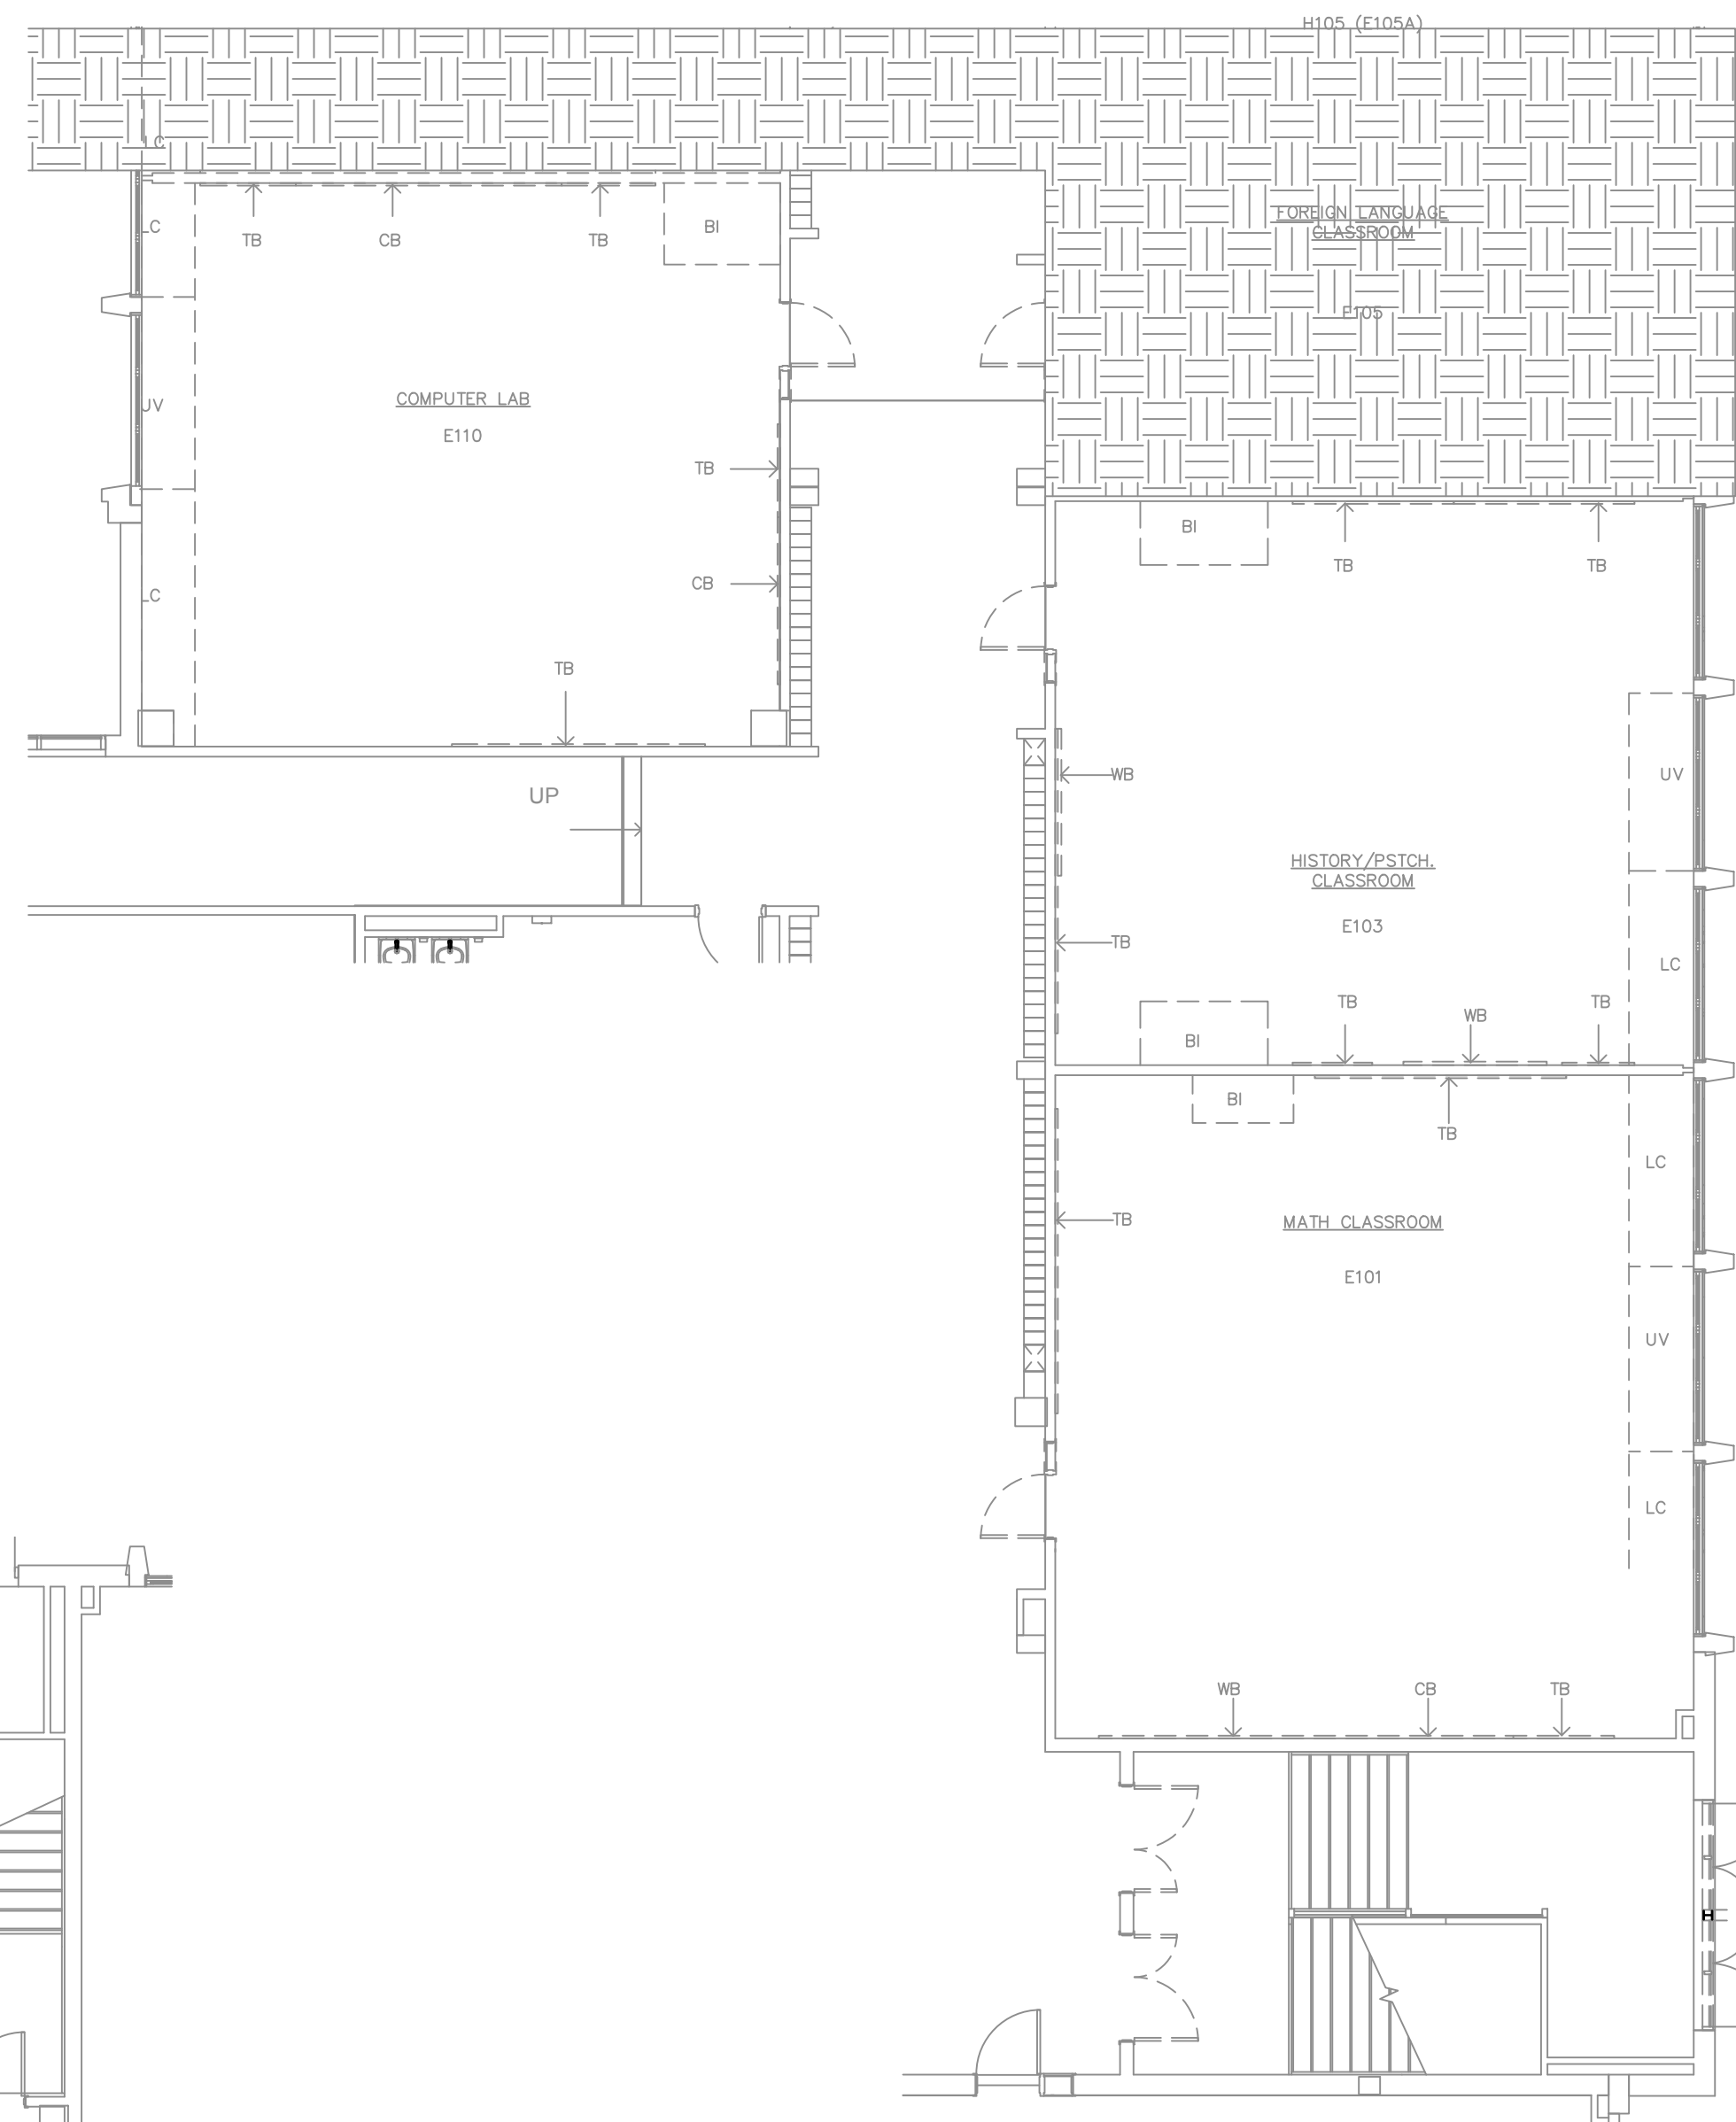 H105 (E105A)
LC
FOREIGN LANGUAGE
CLASSROOM
LC
BI
TB
CB
TB
E105
COMPUTER LAB
UV
E110
TB
BI
TB
TB
CB
LC
TB
WB
UV
UP
HISTORY/PSTCH.
CLASSROOM
E103
TB
LC
TB
TB
WB
BI
BI
TB
LC
TB
MATH CLASSROOM
E101
UV
LC
WB
CB
TB